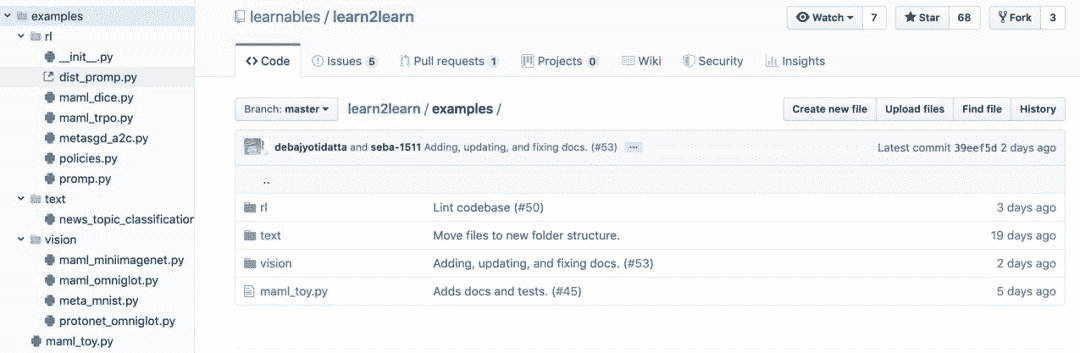 examples
rl
__init__.py
dist_promp.py
maml_dice.py
maml_trpo.py
metasgd_a2c.py
policies.py
promp.py
text
news_topic_classification
vision
maml_miniimagenet.py
maml_omniglot.py
meta_mnist.py
protonet_omniglot.py
maml_toy.py
learnables / learn2learn
Watch 7 Star 68 Fork 3
Code Issues 5 Pull requests 1 Projects 0 Wiki Security Insights
Branch: master learn2learn / examples / Create new file Upload files Find file History
debajyotidatta and seba-1511 Adding, updating, and fixing docs. (#53) ... Latest commit 39eef5d 2 days ago
..
rl Lint codebase (#50) 3 days ago
text Move files to new folder structure. 19 days ago
vision Adding, updating, and fixing docs. (#53) 2 days ago
maml_toy.py Adds docs and tests. (#45) 5 days ago